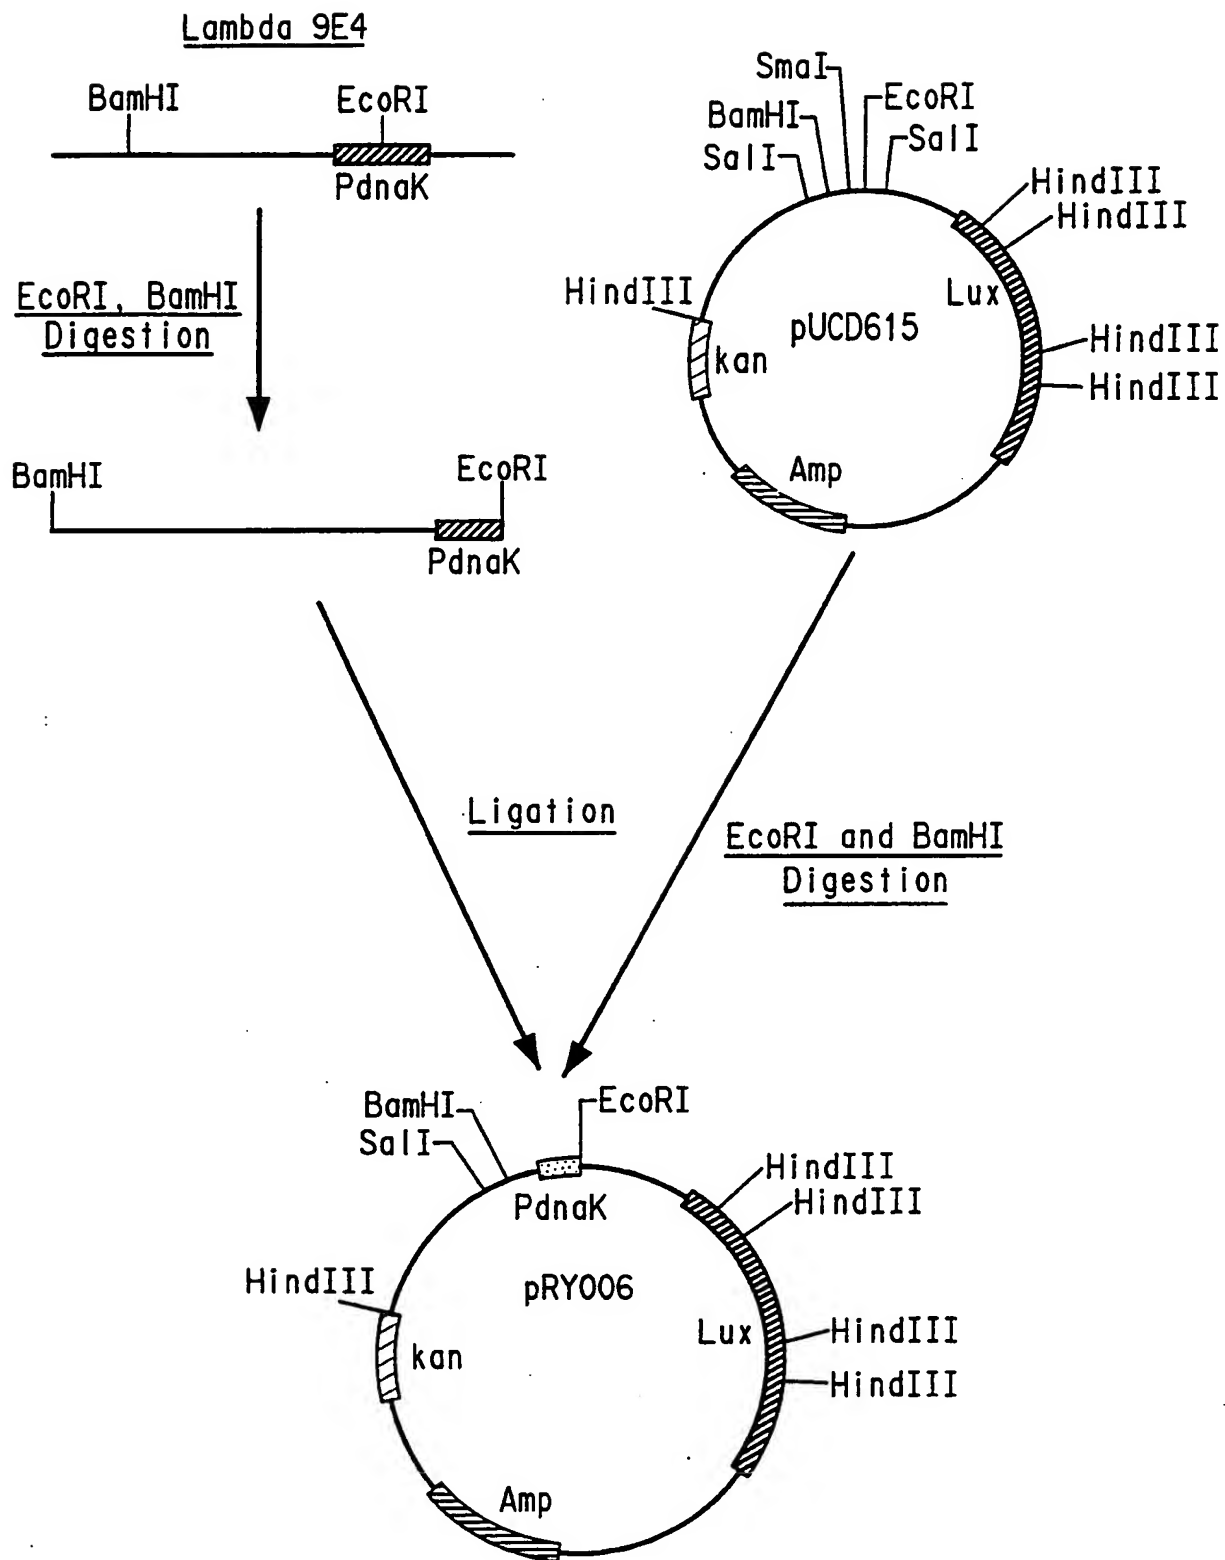 Lambda 9E4
BamHI
EcoRI
PdnaK
EcoRI, BamHI
Digestion
BamHI
EcoRI
PdnaK
SmaI
EcoRI
BamHI
SalI
SalI
HindIII
HindIII
HindIII
Lux
pUCD615
kan
HindIII
HindIII
Amp
Ligation
EcoRI and BamHI
Digestion
BamHI
EcoRI
SalI
HindIII
HindIII
PdnaK
HindIII
pRY006
Lux
HindIII
kan
HindIII
Amp